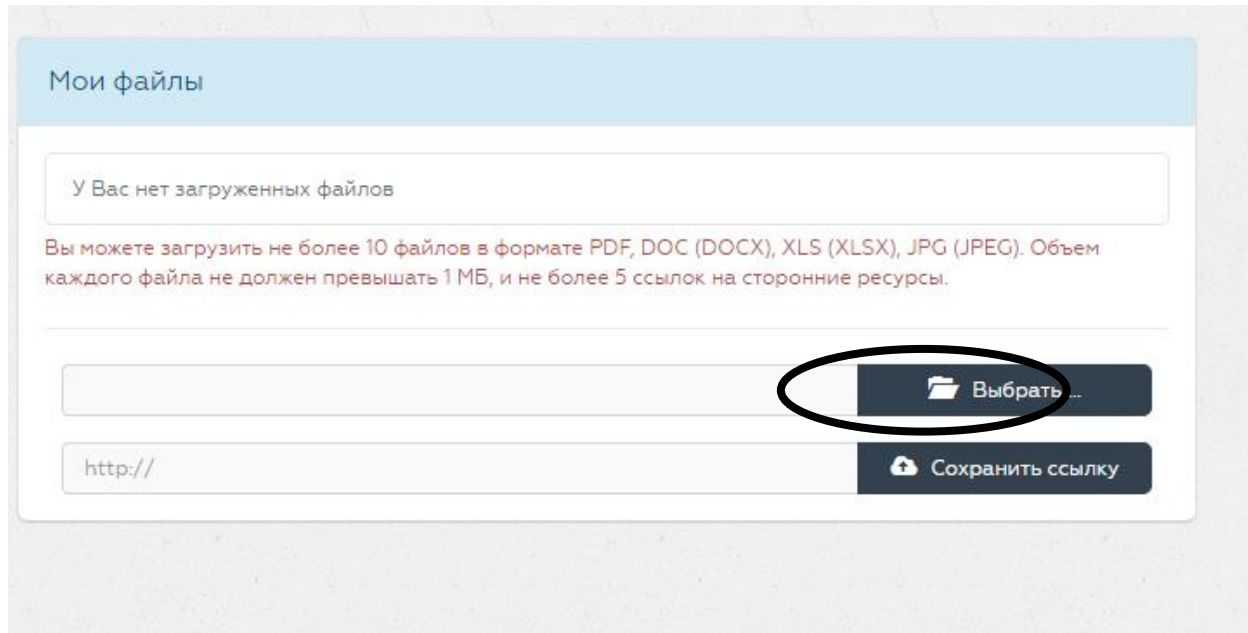 Мои файлы
У Вас нет загруженных файлов
Вы можете загрузить не более 10 файлов в формате PDF, DOC (DOCX), XLS (XLSX), JPG (JPEG). Объем
каждого файла не должен превышать 1 МБ, и не более 5 ссылок на сторонние ресурсы.
Выбрать ...
http://
Сохранить ссылку